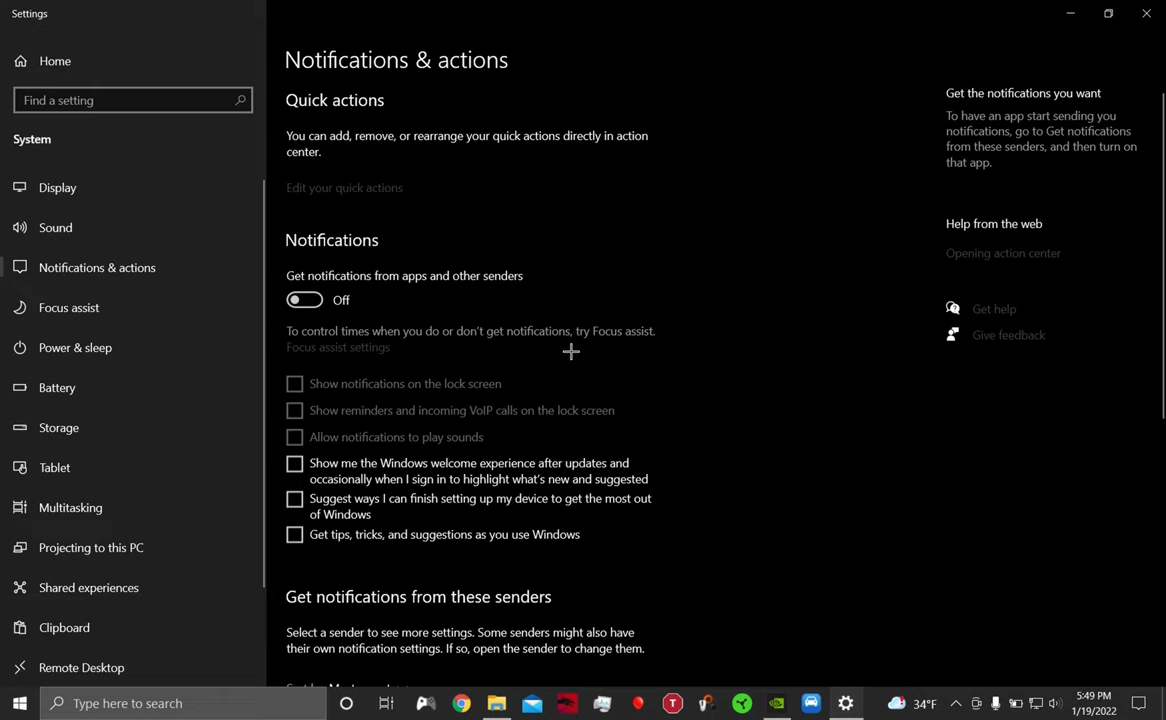 Settings
Home
Find a setting
System
Display
Sound
Notifications & actions
Focus assist
Power & sleep
Battery
Storage
Tablet
Multitasking
Projecting to this PC
Shared experiences
Clipboard
Remote Desktop
Notifications & actions
Quick actions
You can add, remove, or rearrange your quick actions directly in action
center.
Edit your quick actions
Notifications
Get notifications from apps and other senders
Off
To control times when you do or don't get notifications, try Focus assist.
Focus assist settings
Show notifications on the lock screen
Show reminders and incoming VoIP calls on the lock screen
Allow notifications to play sounds
Show me the Windows welcome experience after updates and
occasionally when I sign in to highlight what's new and suggested
Suggest ways I can finish setting up my device to get the most out
of Windows
Get tips, tricks, and suggestions as you use Windows
Get notifications from these senders
Select a sender to see more settings. Some senders might also have
their own notification settings. If so, open the sender to change them.
Get the notifications you want
To have an app start sending you
notifications, go to Get notifications
from these senders, and then turn on
that app.
Help from the web
Opening action center
Get help
Give feedback
Type here to search
34°F
5:49 PM
1/19/2022